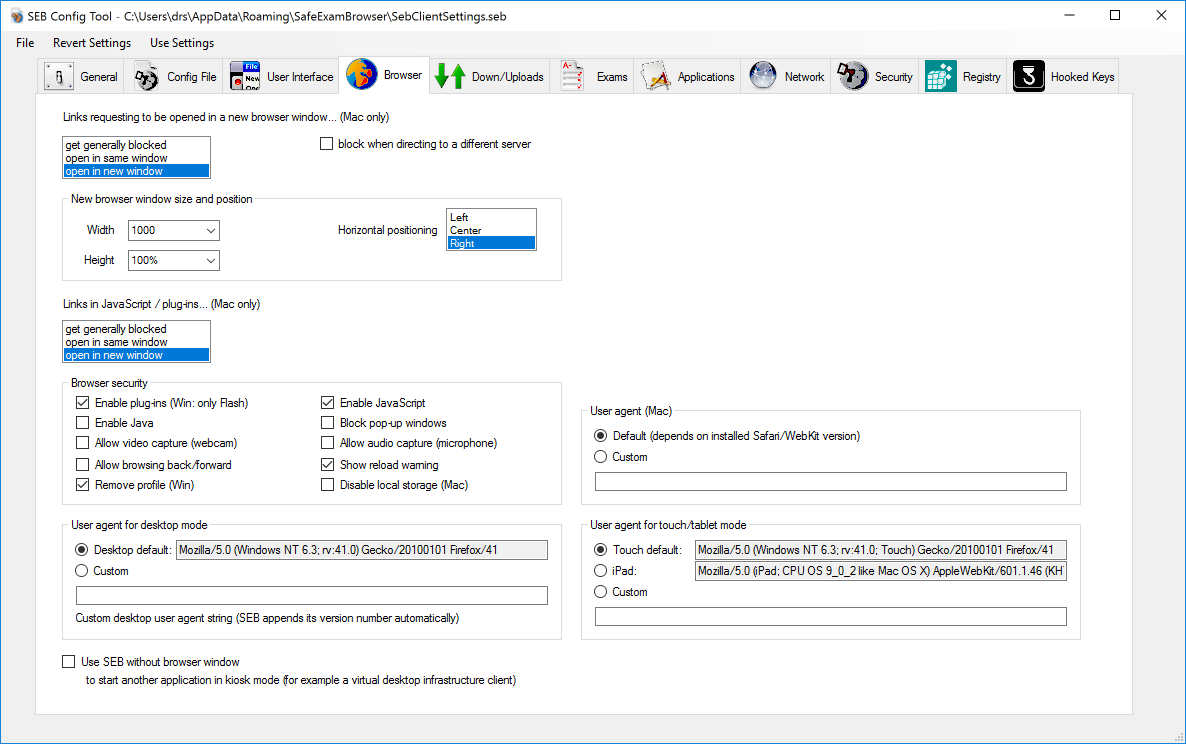 SEB Config Tool - C:\Users\drs\AppData\Roaming\SafeExamBrowser\SebClientSettings.seb
File Revert Settings Use Settings
General Config File User Interface Browser Down/Uploads Exams Applications Network Security Registry Hooked Keys
Links requesting to be opened in a new browser window... (Mac only)
get generally blocked
open in same window
open in new window
block when directing to a different server
New browser window size and position
Width 1000
Height 100%
Horizontal positioning
Left
Center
Right
Links in JavaScript / plug-ins... (Mac only)
get generally blocked
open in same window
open in new window
Browser security
Enable plug-ins (Win: only Flash) Enable JavaScript
Enable Java Block pop-up windows
Allow video capture (webcam) Allow audio capture (microphone)
Allow browsing back/forward Show reload warning
Remove profile (Win) Disable local storage (Mac)
User agent (Mac)
Default (depends on installed Safari/WebKit version)
Custom
User agent for desktop mode
Desktop default: Mozilla/5.0 (Windows NT 6.3; rv:41.0) Gecko/20100101 Firefox/41
Custom
Custom desktop user agent string (SEB appends its version number automatically)
User agent for touch/tablet mode
Touch default: Mozilla/5.0 (Windows NT 6.3; rv:41.0; Touch) Gecko/20100101 Firefox/41
iPad: Mozilla/5.0 (iPad; CPU OS 9_0_2 like Mac OS X) AppleWebKit/601.1.46 (KH
Custom
Use SEB without browser window
to start another application in kiosk mode (for example a virtual desktop infrastructure client)